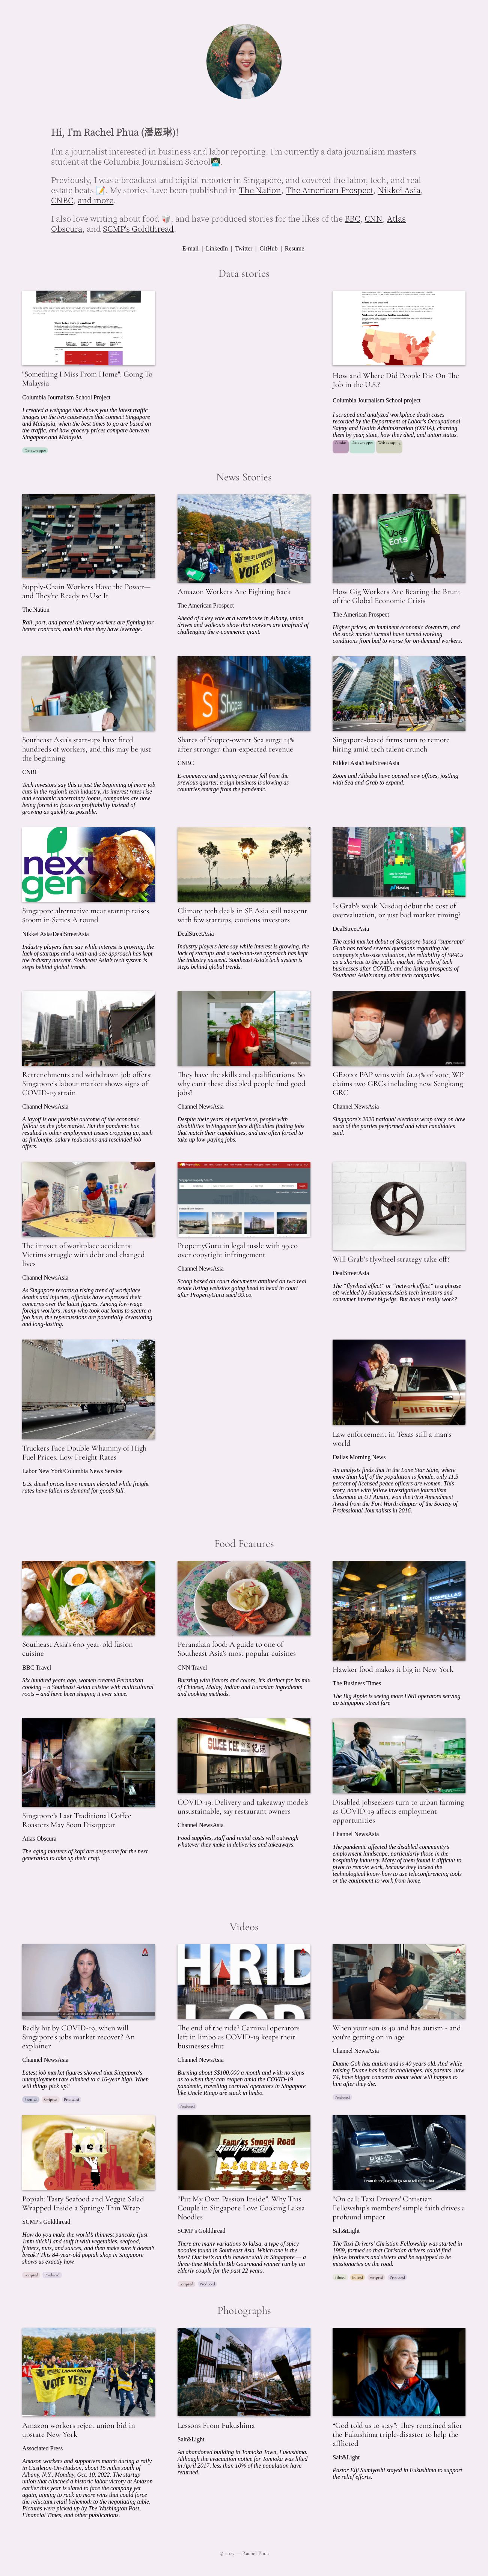 Hi, I'm Rachel Phua (潘恩琳)!
I'm a journalist interested in business and labor reporting. I'm currently a data journalism masters
student at the Columbia Journalism School👩🏻‍💻
Previously, I was a broadcast and digital reporter in Singapore, and covered the labor, tech, and real
estate beats 📝. My stories have been published in The Nation, The American Prospect, Nikkei Asia,
CNBC, and more.
I also love writing about food 🥡, and have produced stories for the likes of the BBC, CNN, Atlas
Obscura, and SCMP's Goldthread.
E-mail | LinkedIn | Twitter | GitHub | Resume
Data stories
"Something I Miss From Home": Going To
Malaysia
Columbia Journalism School Project
I created a webpage that shows you the latest traffic
images on the two causeways that connect Singapore
and Malaysia, when the best times to go are based on
the traffic, and how grocery prices compare between
Singapore and Malaysia.
Datawrapper
How and Where Did People Die On The
Job in the U.S.?
Columbia Journalism School project
I scraped and analyzed workplace death cases
recorded by the Department of Labor's Occupational
Safety and Health Administration (OSHA), charting
them by year, state, how they died, and union status.
Pandas Datawrapper Web scraping
News Stories
Supply-Chain Workers Have the Power—
and They're Ready to Use It
The Nation
Rail, port, and parcel delivery workers are fighting for
better contracts, and this time they have leverage.
Amazon Workers Are Fighting Back
The American Prospect
Ahead of a key vote at a warehouse in Albany, union
drives and walkouts show that workers are unafraid of
challenging the e-commerce giant.
How Gig Workers Are Bearing the Brunt
of the Global Economic Crisis
The American Prospect
Higher prices, an imminent economic downturn, and
the stock market turmoil have turned working
conditions from bad to worse for on-demand workers.
Southeast Asia's start-ups have fired
hundreds of workers, and this may be just
the beginning
CNBC
Tech investors say this is just the beginning of more job
cuts in the region's tech industry. As interest rates rise
and economic uncertainty looms, companies are now
being forced to focus on profitability instead of
growing as quickly as possible.
Shares of Shopee-owner Sea surge 14%
after stronger-than-expected revenue
CNBC
E-commerce and gaming revenue fell from the
previous quarter, a sign business is slowing as
countries emerge from the pandemic.
Singapore-based firms turn to remote
hiring amid tech talent crunch
Nikkei Asia/DealStreetAsia
Zoom and Alibaba have opened new offices, jostling
with Sea and Grab to expand.
Singapore alternative meat startup raises
$100m in Series A round
Nikkei Asia/DealStreetAsia
Industry players here say while interest is growing, the
lack of startups and a wait-and-see approach has kept
the industry nascent. Southeast Asia's tech system is
steps behind global trends.
Climate tech deals in SE Asia still nascent
with few startups, cautious investors
DealStreetAsia
Industry players here say while interest is growing, the
lack of startups and a wait-and-see approach has kept
the industry nascent. Southeast Asia's tech system is
steps behind global trends.
Is Grab's weak Nasdaq debut the cost of
overvaluation, or just bad market timing?
DealStreetAsia
The tepid market debut of Singapore-based "superapp"
Grab has raised several questions regarding the
company's plus-size valuation, the reliability of SPACs
as a shortcut to the public market, the role of tech
businesses after COVID, and the listing prospects of
Southeast Asia's many other tech companies.
Retrenchments and withdrawn job offers:
Singapore's labour market shows signs of
COVID-19 strain
Channel NewsAsia
A layoff is one possible outcome of the economic
fallout on the jobs market. But the pandemic has
resulted in other employment issues cropping up, such
as furloughs, salary reductions and rescinded job
offers.
They have the skills and qualifications. So
why can't these disabled people find good
jobs?
Channel NewsAsia
Despite their years of experience, people with
disabilities in Singapore face difficulties finding jobs
that match their capabilities, and are often forced to
take up low-paying jobs.
GE2020: PAP wins with 61.24% of vote; WP
claims two GRCs including new Sengkang
GRC
Channel NewsAsia
Singapore's 2020 national elections wrap story on how
each of the parties performed and what candidates
said.
The impact of workplace accidents:
Victims struggle with debt and changed
lives
Channel NewsAsia
As Singapore records a rising trend of workplace
deaths and injuries, officials have expressed their
concerns over the latest figures. Among low-wage
foreign workers, many who took out loans to secure a
job here, the repercussions are potentially devastating
and long-lasting.
PropertyGuru in legal tussle with 99.co
over copyright infringement
Channel NewsAsia
Scoop based on court documents attained on two real
estate listing websites going head to head in court
after PropertyGuru sued 99.co.
Will Grab's flywheel strategy take off?
DealStreetAsia
The "flywheel effect" or "network effect" is a phrase
oft-wielded by Southeast Asia's tech investors and
consumer internet bigwigs. But does it really work?
Truckers Face Double Whammy of High
Fuel Prices, Low Freight Rates
Labor New York/Columbia News Service
U.S. diesel prices have remain elevated while freight
rates have fallen as demand for goods fall.
Law enforcement in Texas still a man's
world
Dallas Morning News
An analysis finds that in the Lone Star State, where
more than half of the population is female, only 11.5
percent of licensed peace officers are women. This
story, done with fellow investigative journalism
classmate at UT Austin, won the First Amendment
Award from the Fort Worth chapter of the Society of
Professional Journalists in 2016.
Food Features
Southeast Asia's 600-year-old fusion
cuisine
BBC Travel
Six hundred years ago, women created Peranakan
cooking – a Southeast Asian cuisine with multicultural
roots – and have been shaping it ever since.
Peranakan food: A guide to one of
Southeast Asia's most popular cuisines
CNN Travel
Bursting with flavors and colors, it's distinct for its mix
of Chinese, Malay, Indian and Eurasian ingredients
and cooking methods.
Hawker food makes it big in New York
The Business Times
The Big Apple is seeing more F&B operators serving
up Singapore street fare
Singapore's Last Traditional Coffee
Roasters May Soon Disappear
Atlas Obscura
The aging masters of kopi are desperate for the next
generation to take up their craft.
COVID-19: Delivery and takeaway models
unsustainable, say restaurant owners
Channel NewsAsia
Food supplies, staff and rental costs will outweigh
whatever they make in deliveries and takeaways.
Disabled jobseekers turn to urban farming
as COVID-19 affects employment
opportunities
Channel NewsAsia
The pandemic affected the disabled community's
employment landscape, particularly those in the
hospitality industry. Many of them found it difficult to
pivot to remote work, because they lacked the
technological know-how to use teleconferencing tools
or the equipment to work from home.
Videos
Badly hit by COVID-19, when will
Singapore's jobs market recover? An
explainer
Channel NewsAsia
Latest job market figures showed that Singapore's
unemployment rate climbed to a 16-year high. When
will things pick up?
Scripted Produced
The end of the ride? Carnival operators
left in limbo as COVID-19 keeps their
businesses shut
Channel NewsAsia
Burning about S$100,000 a month and with no signs
as to when they can reopen amid the COVID-19
pandemic, travelling carnival operators in Singapore
like Uncle Ringo are stuck in limbo.
Produced
When your son is 40 and has autism - and
you're getting on in age
Channel NewsAsia
Duane Goh has autism and is 40 years old. And while
raising Duane has had its challenges, his parents, now
74, have bigger concerns about what will happen to
him after they die.
Produced
Popiah: Tasty Seafood and Veggie Salad
Wrapped Inside a Springy Thin Wrap
SCMP's Goldthread
How do you make the world's thinnest pancake (just
1mm thick!) and stuff it with vegetables, seafood,
fritters, nuts, and sauces, and then make sure it doesn't
break? This 84-year-old popiah shop in Singapore
shows us exactly how.
Scripted Produced
"Put My Own Passion Inside": Why This
Couple in Singapore Love Cooking Laksa
Noodles
SCMP's Goldthread
There are many variations to laksa, a type of spicy
noodles found in Southeast Asia. Which one is the
best? Our bet's on this hawker stall in Singapore — a
three-time Michelin Bib Gourmand winner run by an
elderly couple for the past 22 years.
Scripted Produced
"On call: Taxi Drivers' Christian
Fellowship's members' simple faith drives a
profound impact
Salt&Light
The Taxi Drivers' Christian Fellowship was started in
1989, formed so that Christian drivers could find
fellow brothers and sisters and be equipped to be
missionaries on the road.
Filmed Edited Scripted Produced
Photographs
Amazon workers reject union bid in
upstate New York
Associated Press
Amazon workers and supporters march during a rally
in Castleton-On-Hudson, about 15 miles south of
Albany, N.Y., Monday, Oct. 10, 2022. The startup
union that clinched a historic labor victory at Amazon
earlier this year is slated to face the company yet
again, aiming to rack up more wins that could force
the reluctant retail behemoth to the negotiating table.
Pictures were picked up by The Washington Post,
Financial Times, and other publications.
Lessons From Fukushima
Salt&Light
An abandoned building in Tomioka Town, Fukushima.
Although the evacuation notice for Tomioka was lifted
in April 2017, less than 10% of the population have
returned.
"God told us to stay": They remained after
the Fukushima triple-disaster to help the
afflicted
Salt&Light
Pastor Eiji Sumiyoshi stayed in Fukushima to support
the relief efforts.
© 2023 — Rachel Phua